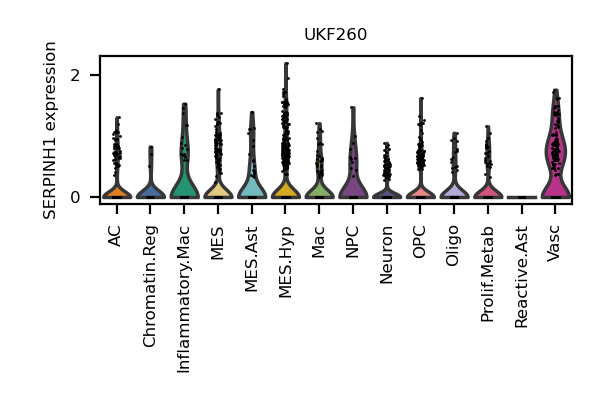 UKF260
SERPINH1 expression
2
0
AC
Chromatin.Reg
Inflammatory.Mac
MES
MES.Ast
MES.Hyp
Mac
NPC
Neuron
OPC
Oligo
Prolif.Metab
Reactive.Ast
Vasc